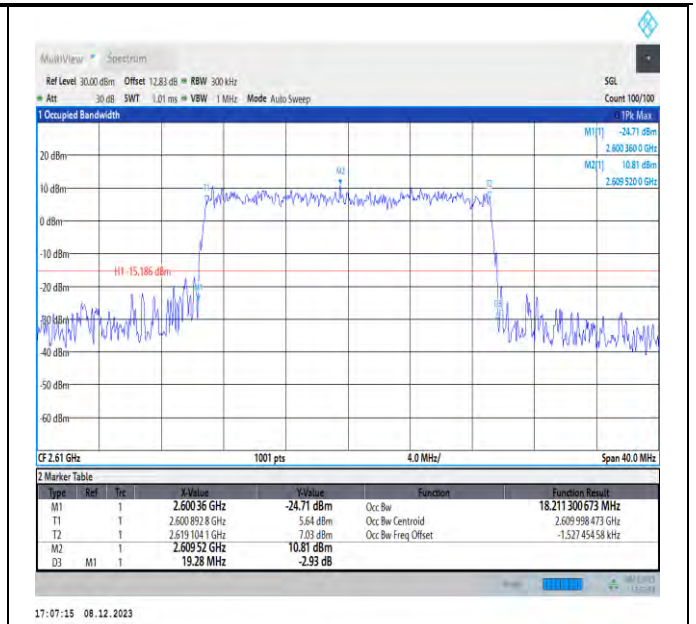 MultiView Spectrum
Ref Level 30.00 dBm Offset 12.83 dB RBW 300 kHz SGL
Att 30 dB SWT 1.01 ms VBW 1 MHz Mode Auto Sweep Count 100/100
1 Occupied Bandwidth 1Pk Max
M1[1] -24.71 dBm
2.600 360 0 GHz
M2[1] 10.81 dBm
2.609 520 0 GHz
20 dBm
M2
10 dBm T1 T2
0 dBm
-10 dBm
H1 -15.186 dBm
-20 dBm
M1
-30 dBm D3
-40 dBm
-50 dBm
-60 dBm
CF 2.61 GHz 1001 pts 4.0 MHz/ Span 40.0 MHz
2 Marker Table
Type Ref Trc X-Value Y-Value Function Function Result
M1 1 2.60036 GHz -24.71 dBm Occ Bw 18.211 300 673 MHz
T1 1 2.600 892 8 GHz 5.64 dBm Occ Bw Centroid 2.609 998 473 GHz
T2 1 2.619 104 1 GHz 7.03 dBm Occ Bw Freq Offset -1.527 454 58 kHz
M2 1 2.609 52 GHz 10.81 dBm
D3 M1 1 19.28 MHz -2.93 dB
17:07:15 08.12.2023